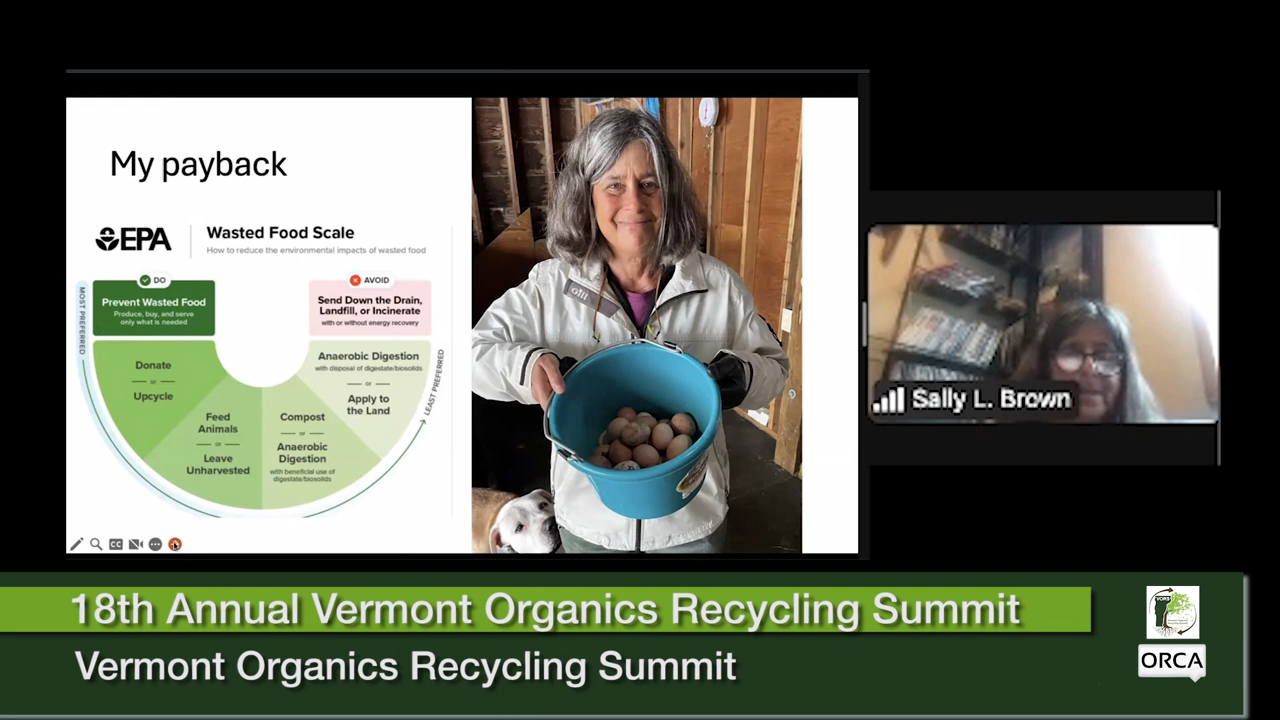 My payback
EPA
Wasted Food Scale
How to reduce the environmental impacts of wasted food
DO
AVOID
MOST PREFERRED
Prevent Wasted Food
Produce, buy, and serve
only what is needed
Send Down the Drain,
Landfill, or Incinerate
with or without energy recovery
Donate
or
Upcycle
Feed
Animals
or
Leave
Unharvested
Compost
or
Anaerobic
Digestion
with beneficial use of
digestate/biosolids
Anaerobic Digestion
with disposal of digestate/biosolids
or
Apply to
the Land
LEAST PREFERRED
CC
Sally L. Brown
18th Annual Vermont Organics Recycling Summit
Vermont Organics Recycling Summit
VORS
ORCA